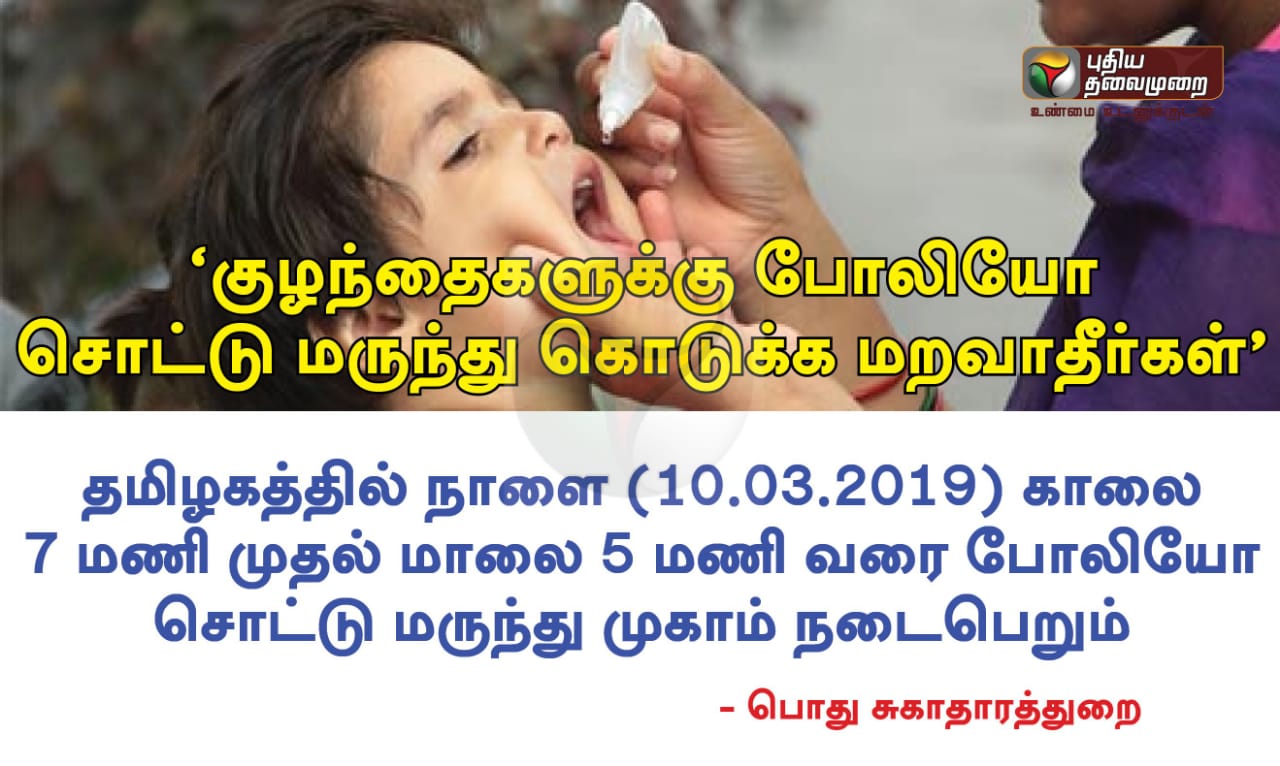 புதிய
தலைமுறை
‘குழந்தைகளுக்கு போலியோ
சொட்டு மருந்து கொடுக்க மறவாதீர்கள்’
தமிழகத்தில் நாளை (10.03.2019) காலை
7 மணி முதல் மாலை 5 மணி வரை போலியோ
சொட்டு மருந்து முகாம் நடைபெறும்
- பொது சுகாதாரத்துறை